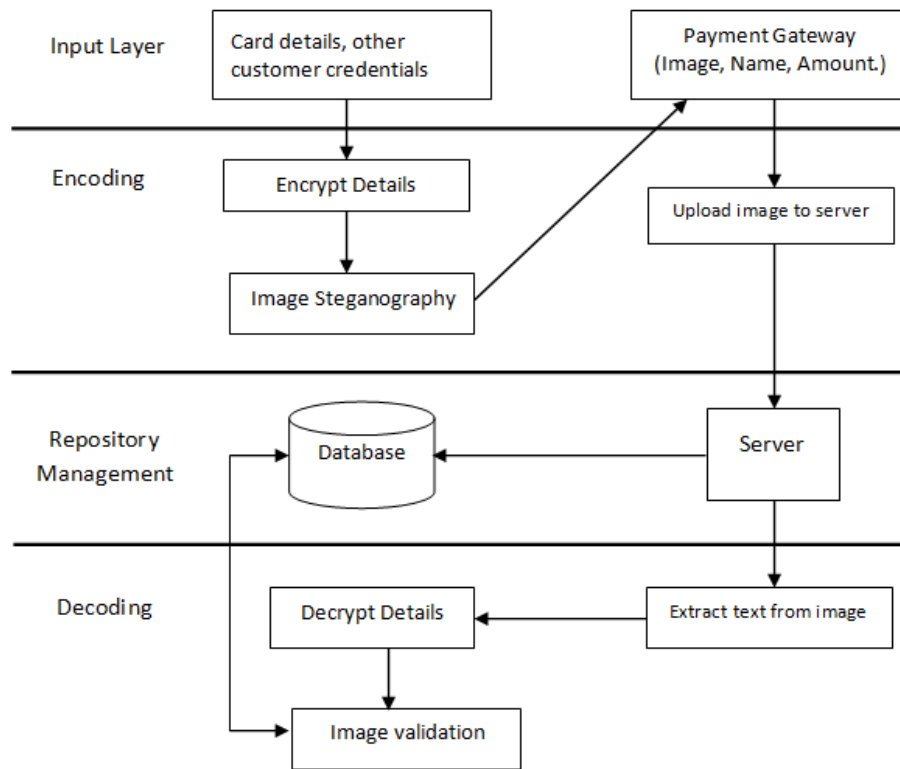 Input Layer
Card details, other
customer credentials
Payment Gateway
(Image, Name, Amount.)
Encoding
Encrypt Details
Upload image to server
Image Steganography
Repository
Management
Database
Server
Decoding
Decrypt Details
Extract text from image
Image validation